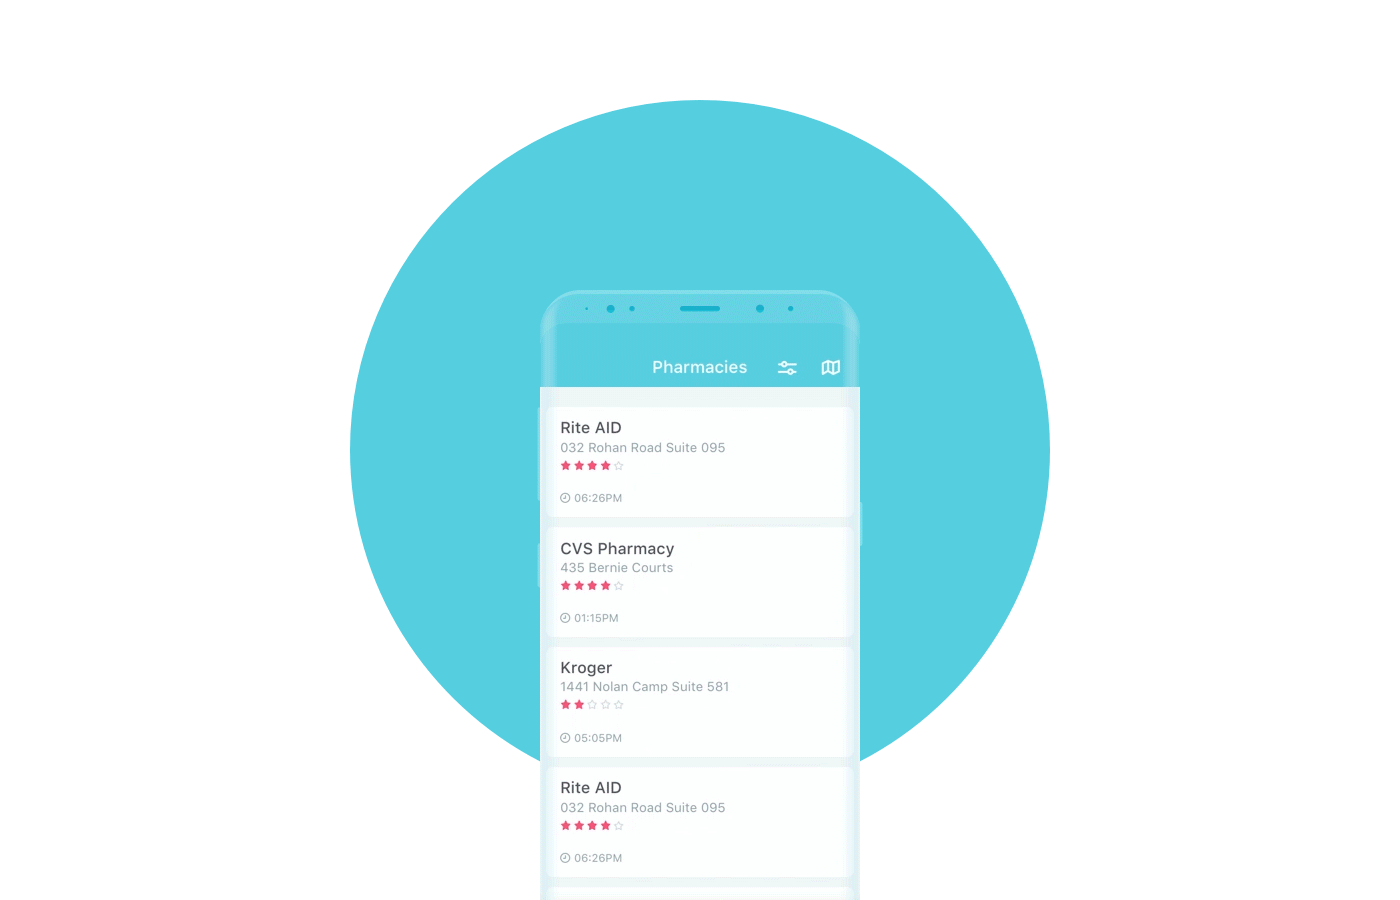 Pharmacies
Rite AID
032 Rohan Road Suite 095
06:26PM
CVS Pharmacy
435 Bernie Courts
01:15PM
Kroger
1441 Nolan Camp Suite 581
05:05PM
Rite AID
032 Rohan Road Suite 095
06:26PM